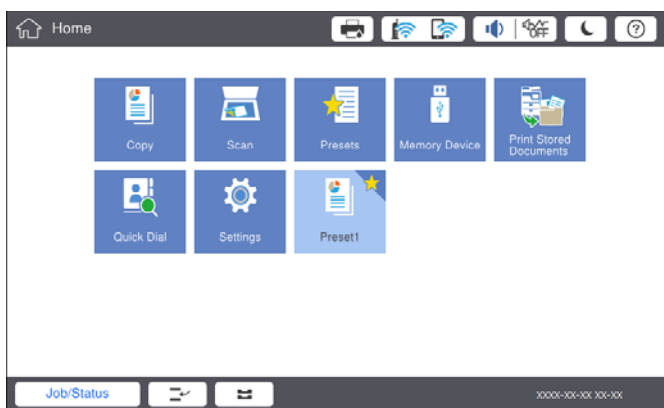 Home
OFF
?
Copy
Scan
Presets
Memory Device
Print Stored
Documents
Quick Dial
Settings
Preset1
Job/Status
xxxx-xx-xx xx-xx